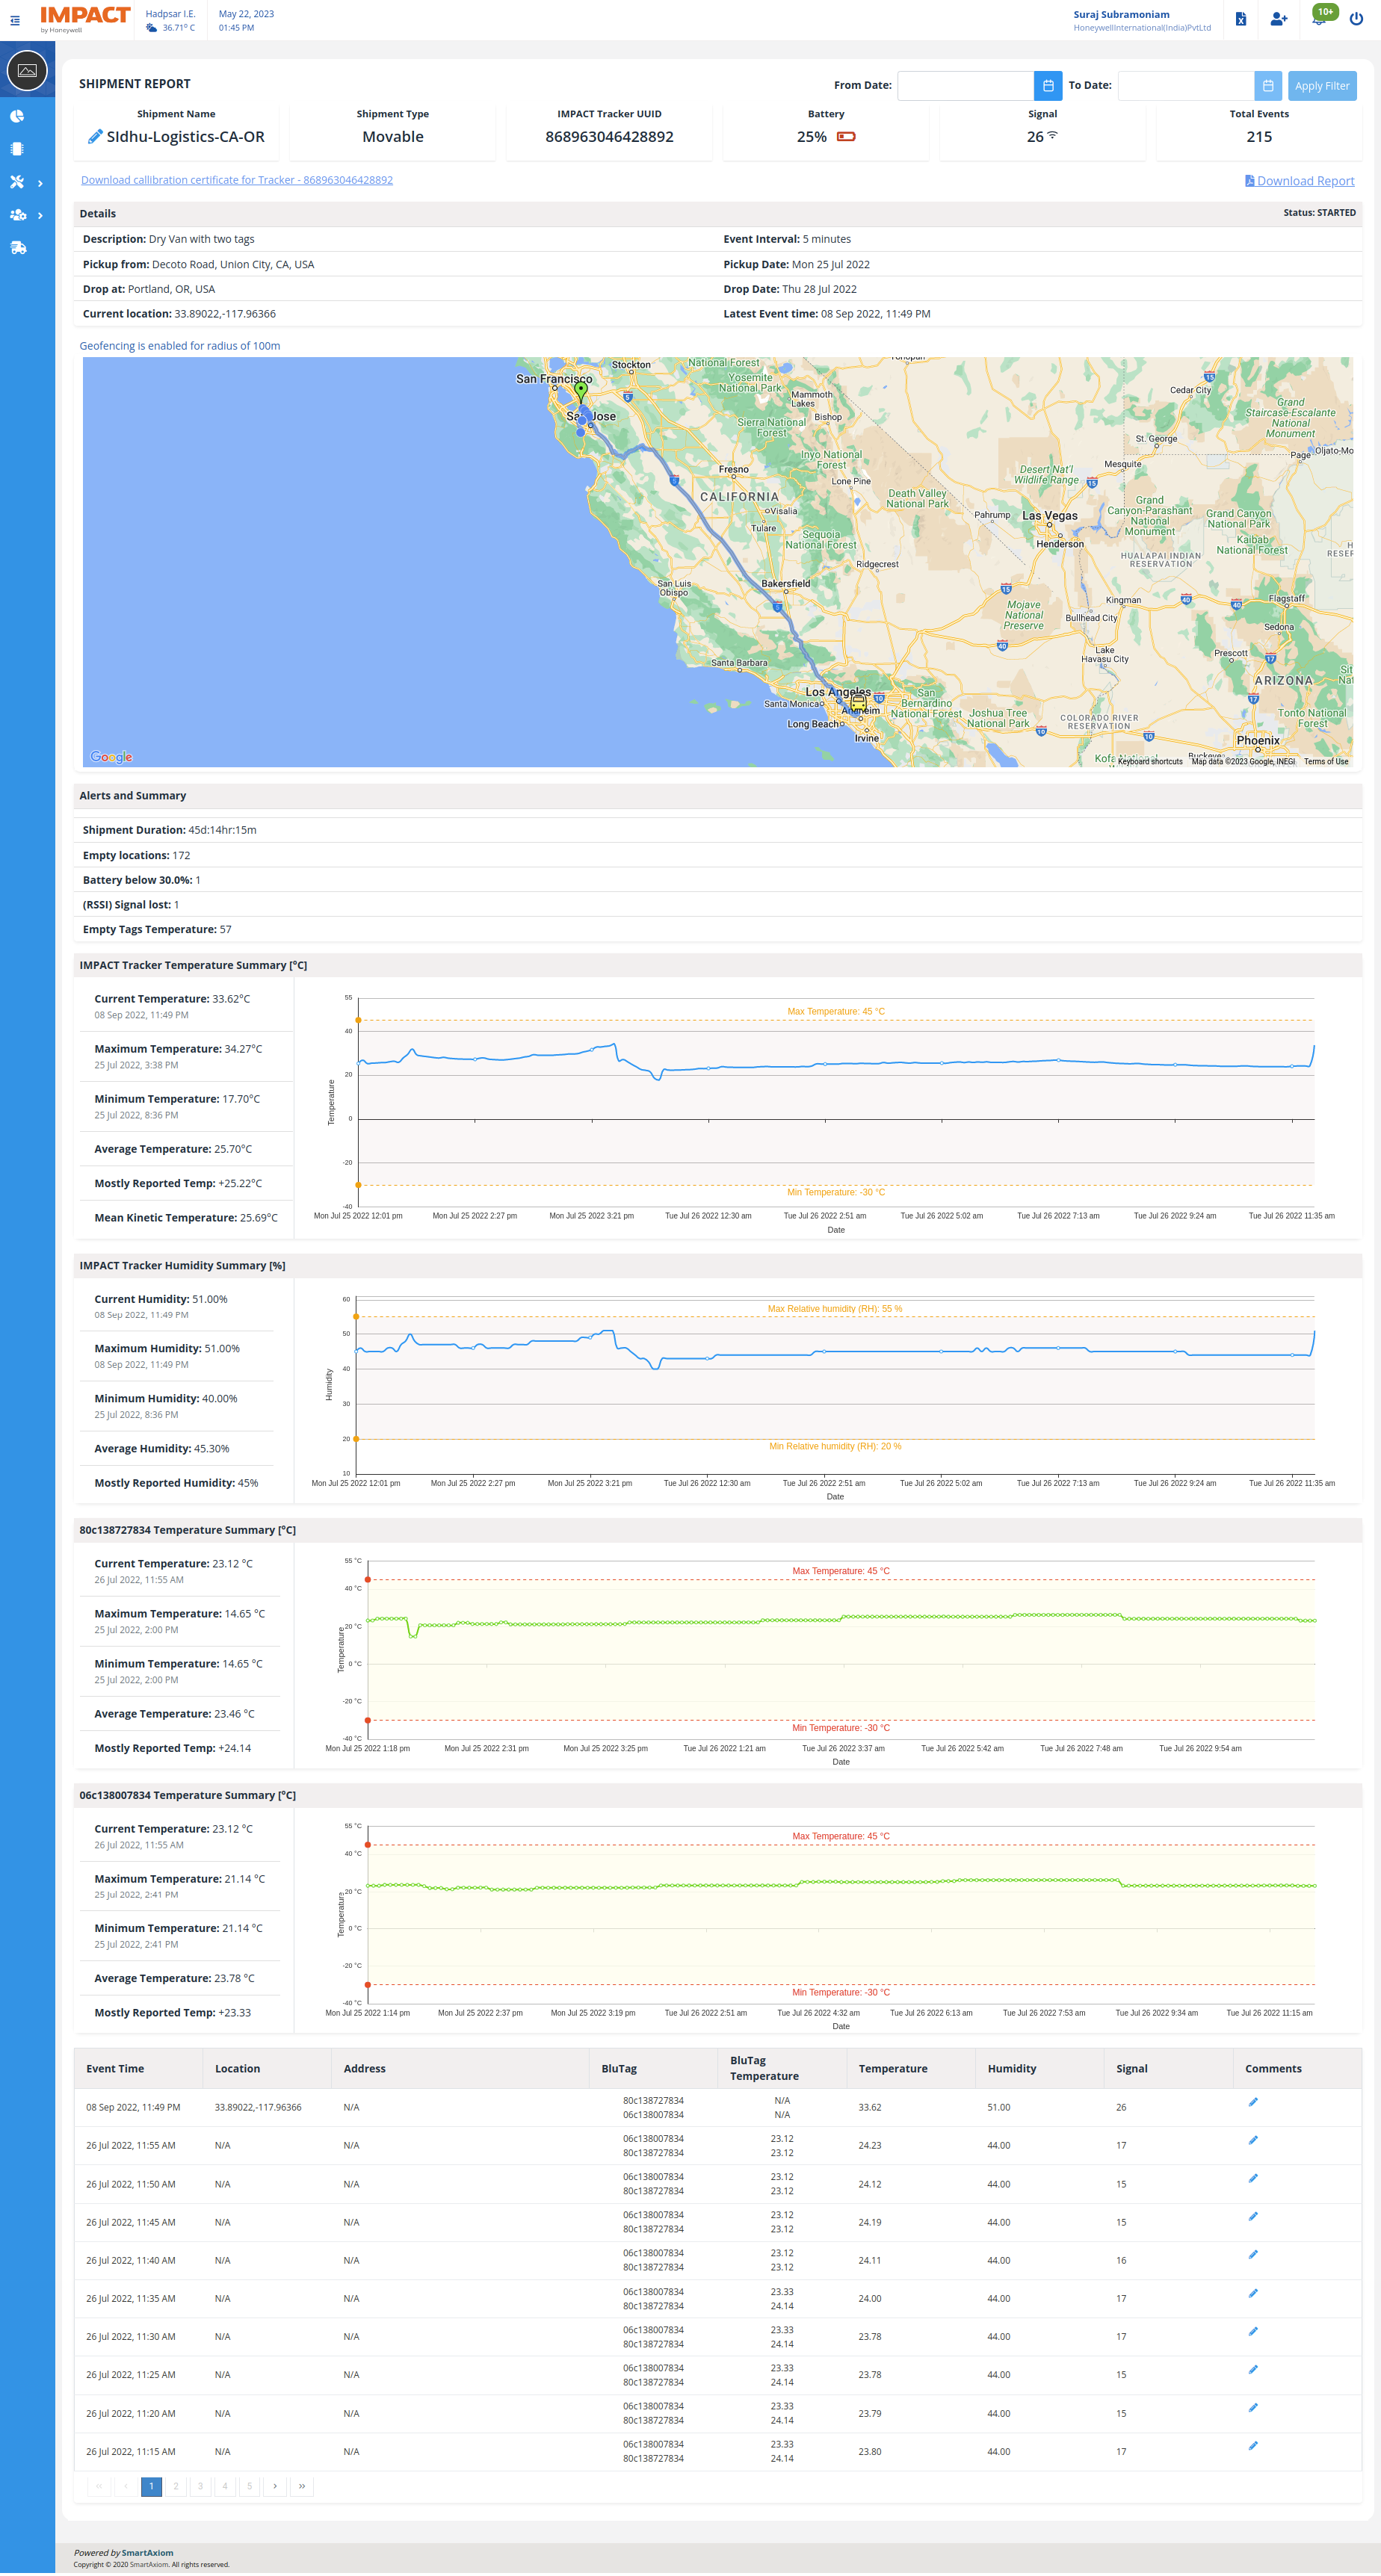 IMPACT
by Honeywell
Hadpsar I.E.
36.71° C
May 22, 2023
01:45 PM
Suraj Subramoniam
HoneywellInternational(India)PvtLtd
10+
SHIPMENT REPORT
From Date:
To Date:
Apply Filter
Shipment Name
SIdhu-Logistics-CA-OR
Shipment Type
Movable
IMPACT Tracker UUID
868963046428892
Battery
25%
Signal
26
Total Events
215
Download callibration certificate for Tracker - 868963046428892
Download Report
Details
Status: STARTED
Description: Dry Van with two tags
Event Interval: 5 minutes
Pickup from: Decoto Road, Union City, CA, USA
Pickup Date: Mon 25 Jul 2022
Drop at: Portland, OR, USA
Drop Date: Thu 28 Jul 2022
Current location: 33.89022,-117.96366
Latest Event time: 08 Sep 2022, 11:49 PM
Geofencing is enabled for radius of 100m
San Francisco
Stockton
National Forest
Yosemite
National Park
Mammoth
Lakes
Bishop
Cedar City
Grand
Staircase-Escalante
National
Monument
San Jose
Sierra National
Forest
St. George
Page
Oljato-Mo
Inyo National
Forest
Mesquite
Desert Nat'l
Wildlife Range
Fresno
Lone Pine
CALIFORNIA
Death Valley
National Park
Grand
Canyon-Parashant
National
Monument
Grand Canyon
National Park
Visalia
Tulare
Pahrump
Las Vegas
Henderson
Sequoia
National Forest
Kaibab
National Forest
HUALAPAI INDIAN
RESERVATION
Ridgecrest
San Luis
Obispo
Bakersfield
Mojave
National
Preserve
Kingman
Bullhead City
Flagstaff
Sedona
Lake
Havasu City
Prescott
Santa Barbara
ARIZONA
Los Angeles
Santa Monica
Anaheim
Long Beach
Irvine
San
Bernardino
National Forest
Joshua Tree
National Park
COLORADO RIVER
RESERVATION
Tonto National
Forest
Phoenix
Google
Keyboard shortcuts
Map data ©2023 Google, INEGI
Terms of Use
Alerts and Summary
Shipment Duration: 45d:14hr:15m
Empty locations: 172
Battery below 30.0%: 1
(RSSI) Signal lost: 1
Empty Tags Temperature: 57
IMPACT Tracker Temperature Summary [°C]
Current Temperature: 33.62°C
08 Sep 2022, 11:49 PM
Maximum Temperature: 34.27°C
25 Jul 2022, 3:38 PM
Minimum Temperature: 17.70°C
25 Jul 2022, 8:36 PM
Average Temperature: 25.70°C
Mostly Reported Temp: +25.22°C
Mean Kinetic Temperature: 25.69°C
55
40
20
0
-20
-40
Temperature
Max Temperature: 45 °C
Min Temperature: -30 °C
Mon Jul 25 2022 12:01 pm
Mon Jul 25 2022 2:27 pm
Mon Jul 25 2022 3:21 pm
Tue Jul 26 2022 12:30 am
Tue Jul 26 2022 2:51 am
Tue Jul 26 2022 5:02 am
Tue Jul 26 2022 7:13 am
Tue Jul 26 2022 9:24 am
Tue Jul 26 2022 11:35 am
Date
IMPACT Tracker Humidity Summary [%]
Current Humidity: 51.00%
08 Sep 2022, 11:49 PM
Maximum Humidity: 51.00%
08 Sep 2022, 11:49 PM
Minimum Humidity: 40.00%
25 Jul 2022, 8:36 PM
Average Humidity: 45.30%
Mostly Reported Humidity: 45%
60
50
40
30
20
10
Humidity
Max Relative humidity (RH): 55 %
Min Relative humidity (RH): 20 %
Mon Jul 25 2022 12:01 pm
Mon Jul 25 2022 2:27 pm
Mon Jul 25 2022 3:21 pm
Tue Jul 26 2022 12:30 am
Tue Jul 26 2022 2:51 am
Tue Jul 26 2022 5:02 am
Tue Jul 26 2022 7:13 am
Tue Jul 26 2022 9:24 am
Tue Jul 26 2022 11:35 am
Date
80c138727834 Temperature Summary [°C]
Current Temperature: 23.12 °C
26 Jul 2022, 11:55 AM
Maximum Temperature: 14.65 °C
25 Jul 2022, 2:00 PM
Minimum Temperature: 14.65 °C
25 Jul 2022, 2:00 PM
Average Temperature: 23.46 °C
Mostly Reported Temp: +24.14
55 °C
40 °C
20 °C
0 °C
-20 °C
-40 °C
Temperature
Max Temperature: 45 °C
Min Temperature: -30 °C
Mon Jul 25 2022 1:18 pm
Mon Jul 25 2022 2:31 pm
Mon Jul 25 2022 3:25 pm
Tue Jul 26 2022 1:21 am
Tue Jul 26 2022 3:37 am
Tue Jul 26 2022 5:42 am
Tue Jul 26 2022 7:48 am
Tue Jul 26 2022 9:54 am
Date
06c138007834 Temperature Summary [°C]
Current Temperature: 23.12 °C
26 Jul 2022, 11:55 AM
Maximum Temperature: 21.14 °C
25 Jul 2022, 2:41 PM
Minimum Temperature: 21.14 °C
25 Jul 2022, 2:41 PM
Average Temperature: 23.78 °C
Mostly Reported Temp: +23.33
55 °C
40 °C
20 °C
0 °C
-20 °C
-40 °C
Temperature
Max Temperature: 45 °C
Min Temperature: -30 °C
Mon Jul 25 2022 1:14 pm
Mon Jul 25 2022 2:37 pm
Mon Jul 25 2022 3:19 pm
Tue Jul 26 2022 2:51 am
Tue Jul 26 2022 4:32 am
Tue Jul 26 2022 6:13 am
Tue Jul 26 2022 7:53 am
Tue Jul 26 2022 9:34 am
Tue Jul 26 2022 11:15 am
Date
Event Time Location Address BluTag BluTag Temperature Temperature Humidity Signal Comments
08 Sep 2022, 11:49 PM 33.89022,-117.96366 N/A 80c138727834 N/A 33.62 51.00 26
06c138007834 N/A
26 Jul 2022, 11:55 AM N/A N/A 06c138007834 23.12 24.23 44.00 17
80c138727834 23.12
26 Jul 2022, 11:50 AM N/A N/A 06c138007834 23.12 24.12 44.00 15
80c138727834 23.12
26 Jul 2022, 11:45 AM N/A N/A 06c138007834 23.12 24.19 44.00 15
80c138727834 23.12
26 Jul 2022, 11:40 AM N/A N/A 06c138007834 23.12 24.11 44.00 16
80c138727834 23.12
26 Jul 2022, 11:35 AM N/A N/A 06c138007834 23.33 24.00 44.00 17
80c138727834 24.14
26 Jul 2022, 11:30 AM N/A N/A 06c138007834 23.33 23.78 44.00 17
80c138727834 24.14
26 Jul 2022, 11:25 AM N/A N/A 06c138007834 23.33 23.78 44.00 15
80c138727834 24.14
26 Jul 2022, 11:20 AM N/A N/A 06c138007834 23.33 23.79 44.00 15
80c138727834 24.14
26 Jul 2022, 11:15 AM N/A N/A 06c138007834 23.33 23.80 44.00 17
80c138727834 24.14
1 2 3 4 5
Powered by SmartAxiom
Copyright © 2020 SmartAxiom. All rights reserved.